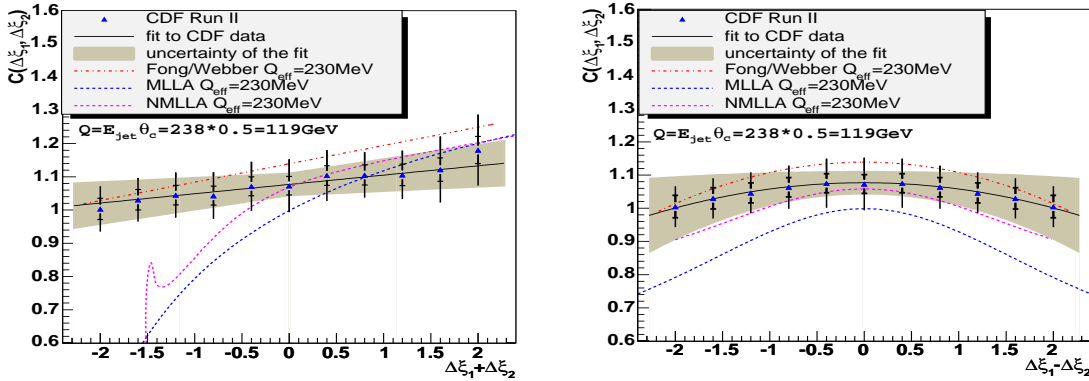 C(Δξ1, Δξ2)
1.6
1.5
1.4
1.3
1.2
1.1
1
0.9
0.8
0.7
0.6
CDF Run II
fit to CDF data
uncertainty of the fit
Fong/Webber Qeff=230MeV
MLLA Qeff=230MeV
NMLLA Qeff=230MeV
Q=Ejetθc=238*0.5=119GeV
-2 -1.5 -1 -0.5 0 0.5 1 1.5 2
Δξ1+Δξ2
C(Δξ1, Δξ2)
1.6
1.5
1.4
1.3
1.2
1.1
1
0.9
0.8
0.7
0.6
CDF Run II
fit to CDF data
uncertainty of the fit
Fong/Webber Qeff=230MeV
MLLA Qeff=230MeV
NMLLA Qeff=230MeV
Q=Ejetθc=238*0.5=119GeV
-2 -1.5 -1 -0.5 0 0.5 1 1.5 2
Δξ1-Δξ2